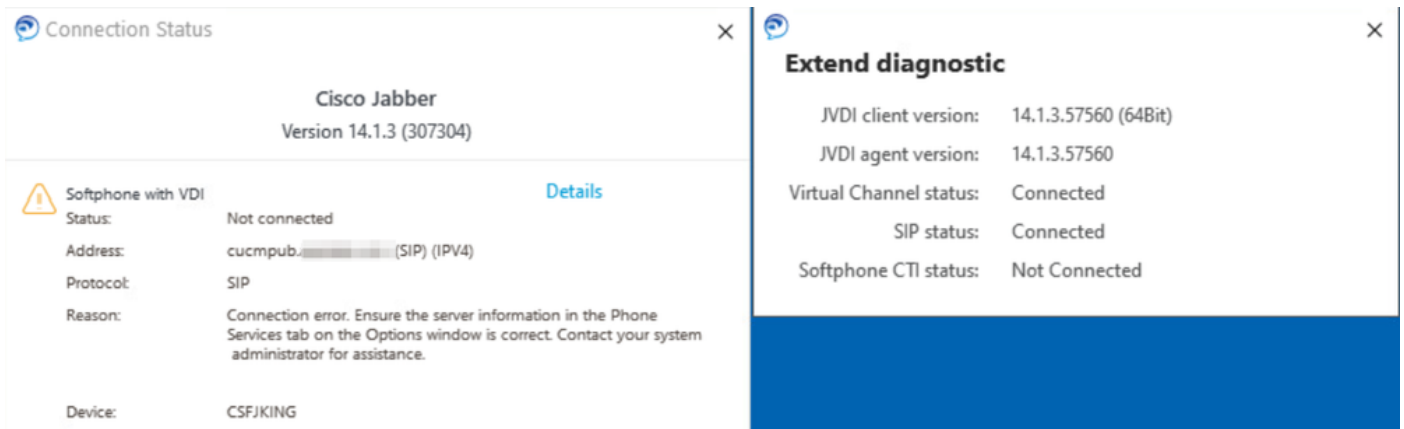 Connection Status
Cisco Jabber
Version 14.1.3 (307304)
Softphone with VDI
Details
Status: Not connected
Address: cucmpub. (SIP) (IPV4)
Protocol: SIP
Reason: Connection error. Ensure the server information in the Phone
Services tab on the Options window is correct. Contact your system
administrator for assistance.
Device: CSFJKING
Extend diagnostic
JVDI client version: 14.1.3.57560 (64Bit)
JVDI agent version: 14.1.3.57560
Virtual Channel status: Connected
SIP status: Connected
Softphone CTI status: Not Connected